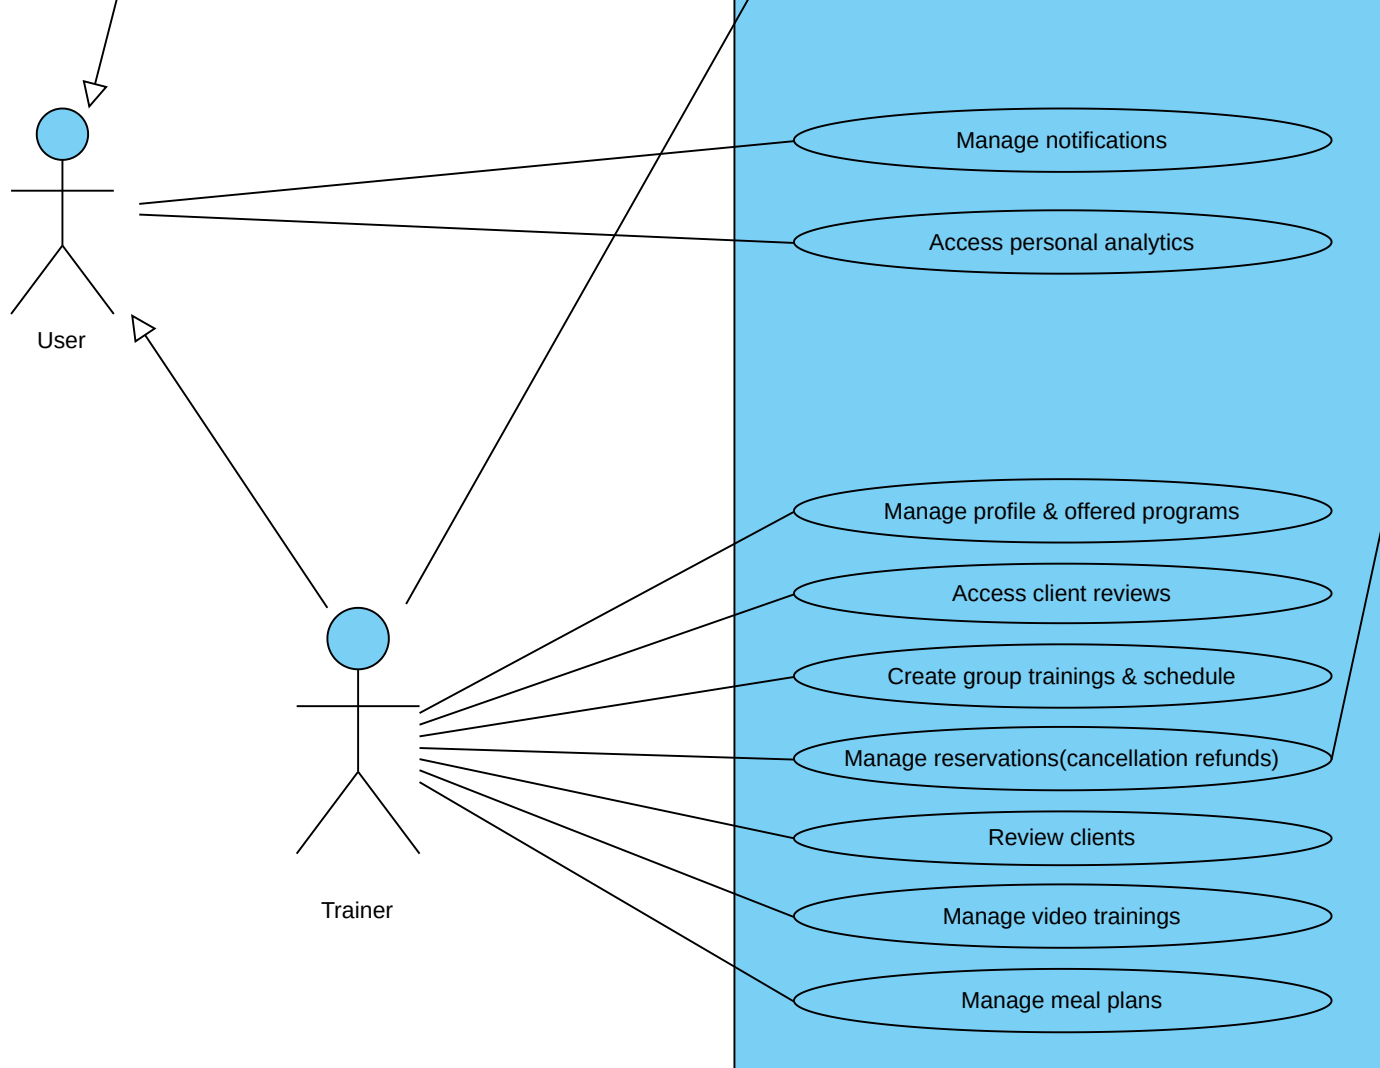 Manage notifications
Access personal analytics
User
Manage profile & offered programs
Access client reviews
Create group trainings & schedule
Manage reservations(cancellation refunds)
Review clients
Trainer
Manage video trainings
Manage meal plans